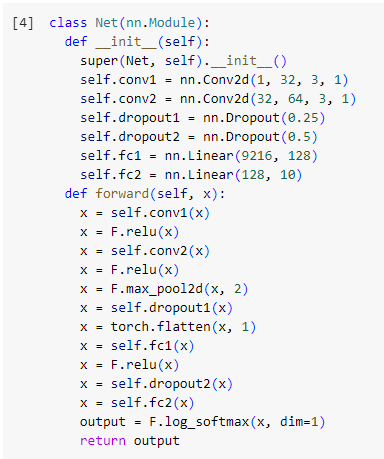 [4] class Net(nn.Module):
  def __init__(self):
    super(Net, self).__init__()
    self.conv1 = nn.Conv2d(1, 32, 3, 1)
    self.conv2 = nn.Conv2d(32, 64, 3, 1)
    self.dropout1 = nn.Dropout(0.25)
    self.dropout2 = nn.Dropout(0.5)
    self.fc1 = nn.Linear(9216, 128)
    self.fc2 = nn.Linear(128, 10)
  def forward(self, x):
    x = self.conv1(x)
    x = F.relu(x)
    x = self.conv2(x)
    x = F.relu(x)
    x = F.max_pool2d(x, 2)
    x = self.dropout1(x)
    x = torch.flatten(x, 1)
    x = self.fc1(x)
    x = F.relu(x)
    x = self.dropout2(x)
    x = self.fc2(x)
    output = F.log_softmax(x, dim=1)
    return output